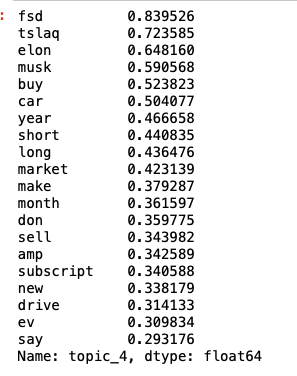 : fsd 0.839526
tslaq 0.723585
elon 0.648160
musk 0.590568
buy 0.523823
car 0.504077
year 0.466658
short 0.440835
long 0.436476
market 0.423139
make 0.379287
month 0.361597
don 0.359775
sell 0.343982
amp 0.342589
subscript 0.340588
new 0.338179
drive 0.314133
ev 0.309834
say 0.293176
Name: topic_4, dtype: float64